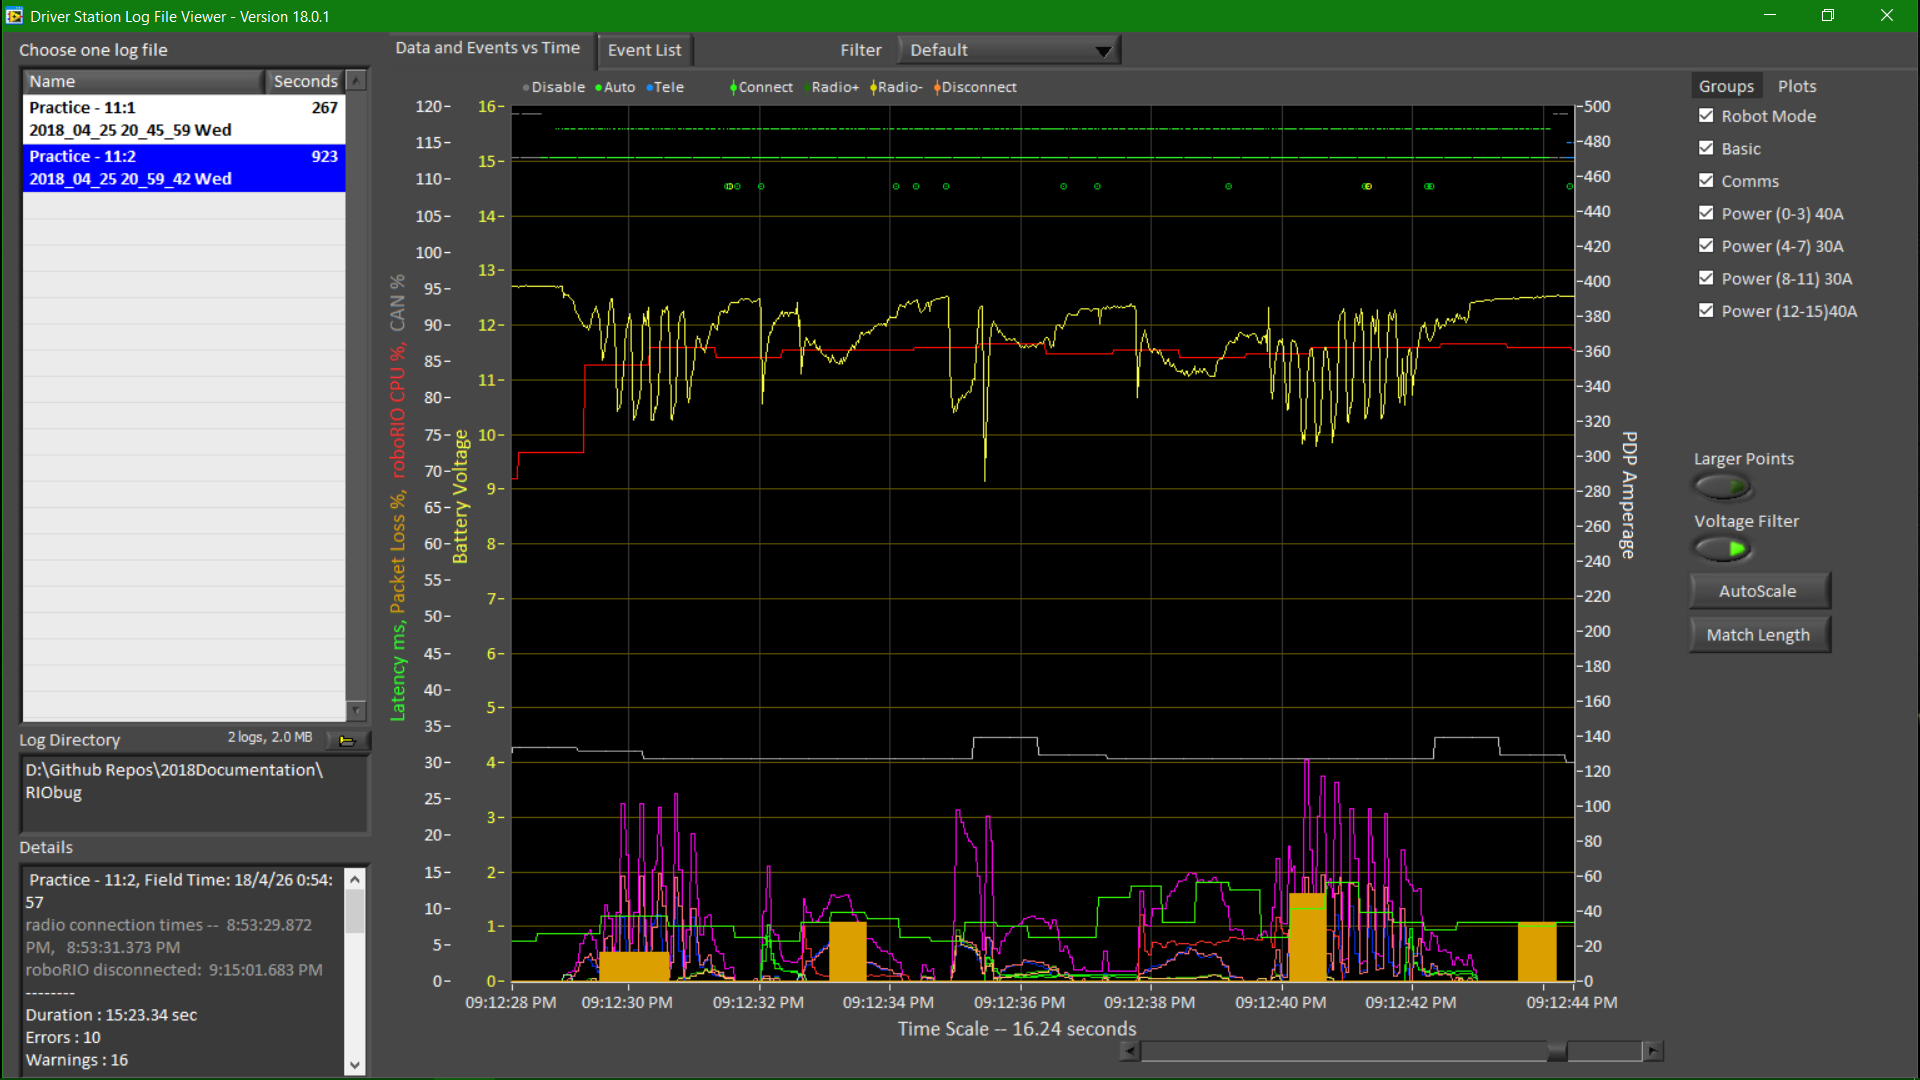 Driver Station Log File Viewer - Version 18.0.1
Choose one log file
Name Seconds
Practice - 11:1 267
2018_04_25 20_45_59 Wed
Practice - 11:2 923
2018_04_25 20_59_42 Wed
Log Directory 2 logs, 2.0 MB
D:\Github Repos\2018Documentation\
RIObug
Details
Practice - 11:2, Field Time: 18/4/26 0:54:
57
radio connection times -- 8:53:29.872
PM, 8:53:31.373 PM
roboRIO disconnected: 9:15:01.683 PM
--------
Duration : 15:23.34 sec
Errors : 10
Warnings : 16
Data and Events vs Time Event List Filter Default
Disable Auto Tele Connect Radio+ Radio- Disconnect
Latency ms, Packet Loss %, roboRIO CPU %, CAN %
120
115
110
105
100
95
90
85
80
75
70
65
60
55
50
45
40
35
30
25
20
15
10
5
0
Battery Voltage
16
15
14
13
12
11
10
9
8
7
6
5
4
3
2
1
0
500
480
460
440
420
400
380
360
340
320
300
280
260
240
220
200
180
160
140
120
100
80
60
40
20
0
PDP Amperage
09:12:28 PM 09:12:30 PM 09:12:32 PM 09:12:34 PM 09:12:36 PM 09:12:38 PM 09:12:40 PM 09:12:42 PM 09:12:44 PM
Time Scale -- 16.24 seconds
Groups Plots
Robot Mode
Basic
Comms
Power (0-3) 40A
Power (4-7) 30A
Power (8-11) 30A
Power (12-15)40A
Larger Points
Voltage Filter
AutoScale
Match Length